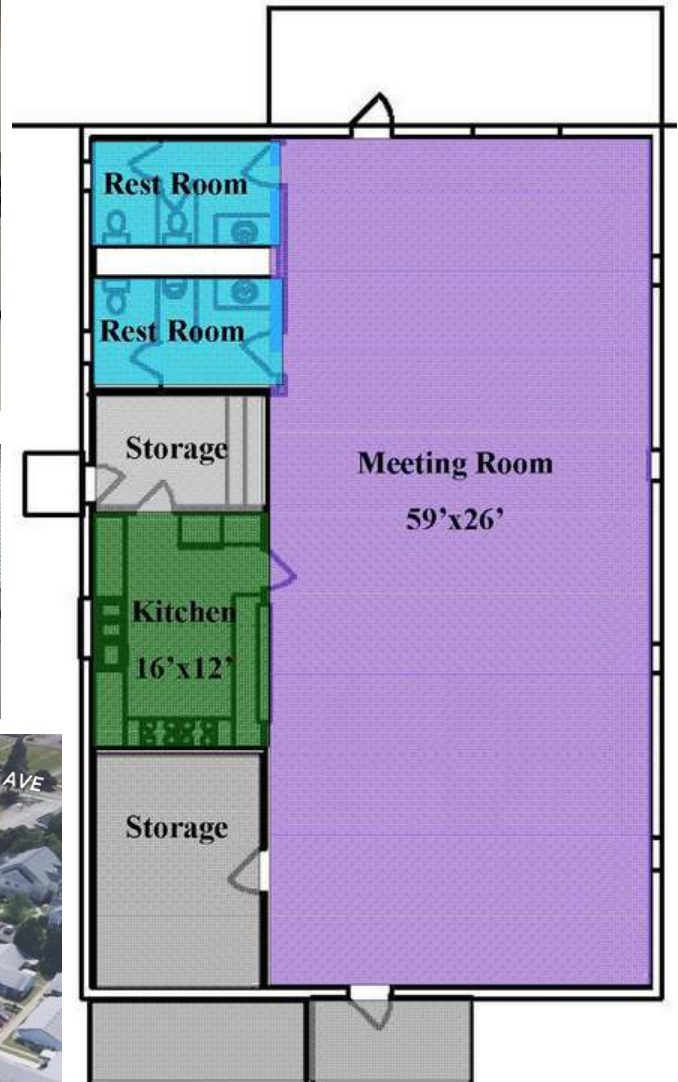 Rest Room
Rest Room
Storage
Meeting Room
59’x26’
Kitchen
16’x12’
AVE
Storage